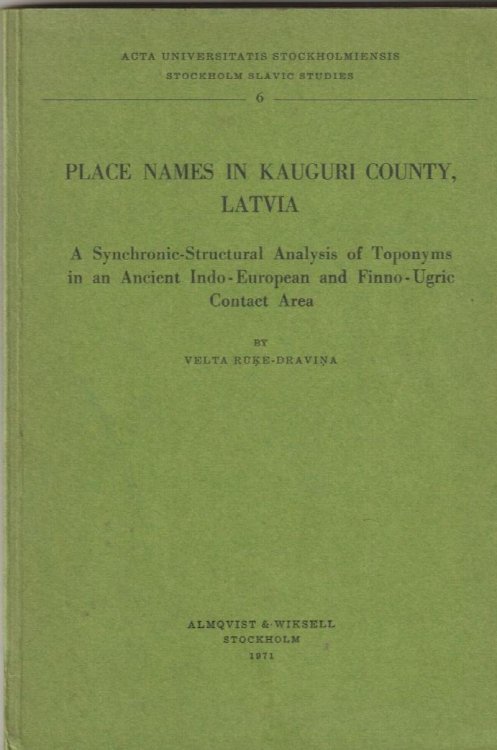 ACTA UNIVERSITATIS STOCKHOLMIENSIS
STOCKHOLM SLAVIC STUDIES
6
PLACE NAMES IN KAUGURI COUNTY,
LATVIA
A Synchronic-Structural Analysis of Toponyms
in an Ancient Indo-European and Finno-Ugric
Contact Area
BY
VELTA RŪĶE-DRAVIŅA
ALMQVIST & WIKSELL
STOCKHOLM
1971